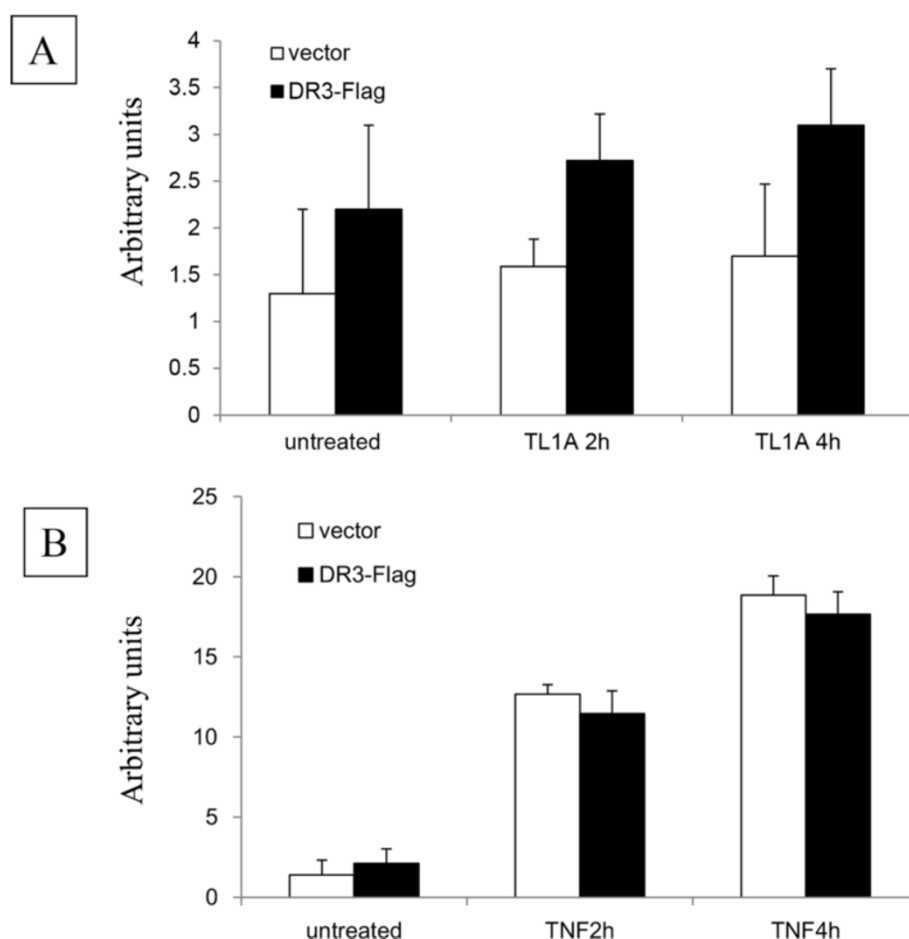 A
Arbitrary units
4
3.5
3
2.5
2
1.5
1
0.5
0
vector
DR3-Flag
untreated TL1A 2h TL1A 4h
B
Arbitrary units
25
20
15
10
5
0
vector
DR3-Flag
untreated TNF2h TNF4h